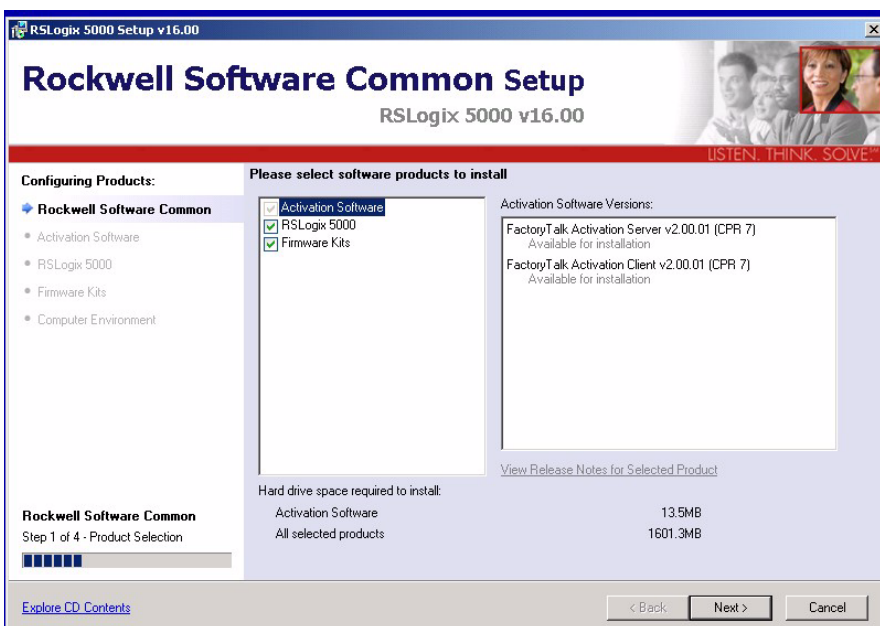 RSLogix 5000 Setup v16.00
Rockwell Software Common Setup
RSLogix 5000 v16.00
LISTEN. THINK. SOLVE.℠
Configuring Products:
Rockwell Software Common
Activation Software
RSLogix 5000
Firmware Kits
Computer Environment
Please select software products to install
Activation Software
RSLogix 5000
Firmware Kits
Activation Software Versions:
FactoryTalk Activation Server v2.00.01 (CPR 7)
Available for installation
FactoryTalk Activation Client v2.00.01 (CPR 7)
Available for installation
View Release Notes for Selected Product
Hard drive space required to install:
Activation Software 13.5MB
All selected products 1601.3MB
Rockwell Software Common
Step 1 of 4 - Product Selection
Explore CD Contents
< Back
Next >
Cancel